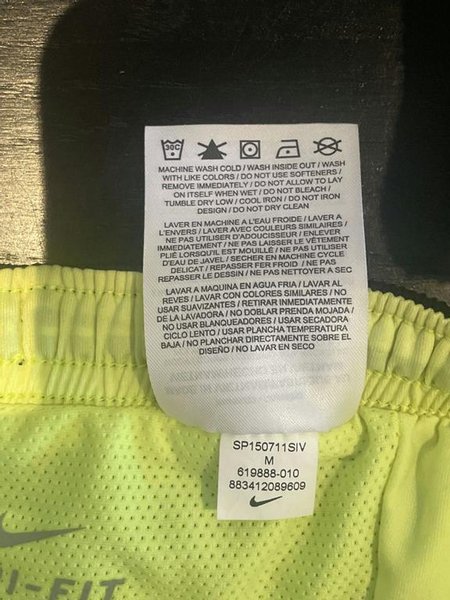 30C
MACHINE WASH COLD / WASH INSIDE OUT / WASH
WITH LIKE COLORS / DO NOT USE SOFTENERS /
REMOVE IMMEDIATELY / DO NOT ALLOW TO LAY
ON ITSELF WHEN WET / DO NOT BLEACH /
TUMBLE DRY LOW / COOL IRON / DO NOT IRON
DESIGN / DO NOT DRY CLEAN
LAVER EN MACHINE A L'EAU FROIDE / LAVER A
L'ENVERS / LAVER AVEC COULEURS SIMILAIRES /
NE PAS UTILISER D'ADOUCISSEUR / ENLEVER
IMMEDIATEMENT / NE PAS LAISSER LE VÊTEMENT
PLIÉ LORSQU'IL EST MOUILLÉ / NE PAS UTILISER
D'EAU DE JAVEL / SECHER EN MACHINE CYCLE
DELICAT / REPASSER FER FROID / NE PAS
REPASSER LE DESSIN / NE PAS NETTOYER A SEC
LAVAR A MAQUINA EN AGUA FRIA / LAVAR AL
REVES / LAVAR CON COLORES SIMILARES / NO
USAR SUAVIZANTES / RETIRAR INMEDIATAMENTE
DE LA LAVADORA / NO DOBLAR PRENDA MOJADA /
NO USAR BLANQUEADORES / USAR SECADORA
CICLO LENTO / USAR PLANCHA TEMPERATURA
BAJA / NO PLANCHAR DIRECTAMENTE SOBRE EL
DISEÑO / NO LAVAR EN SECO
SP150711SIV
M
619888-010
883412089609
RI-FIT